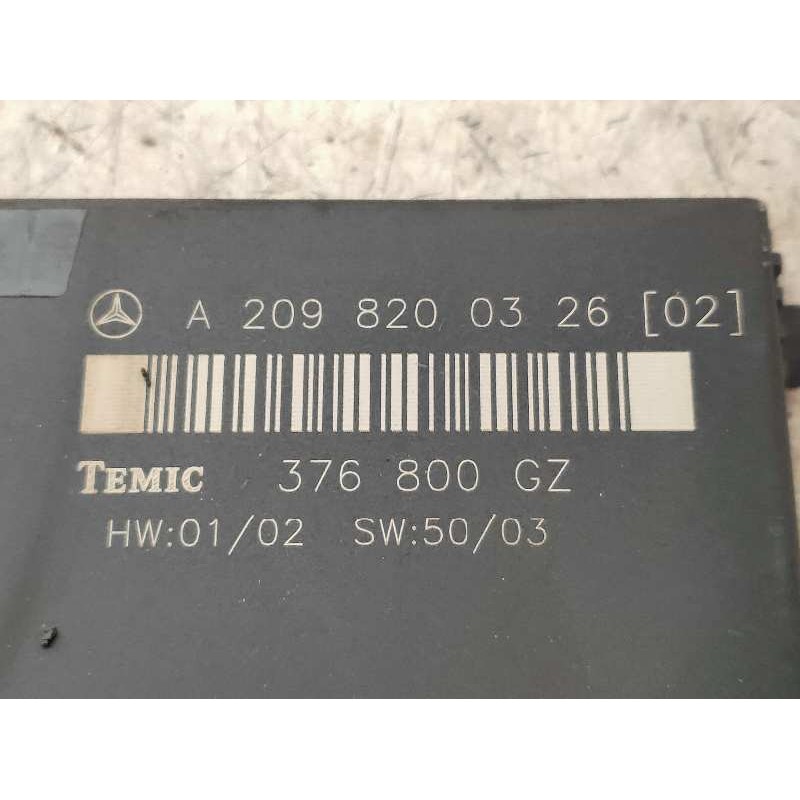 A 209 820 03 26 [02]
TEMIC 376 800 GZ
HW:01/02 SW:50/03